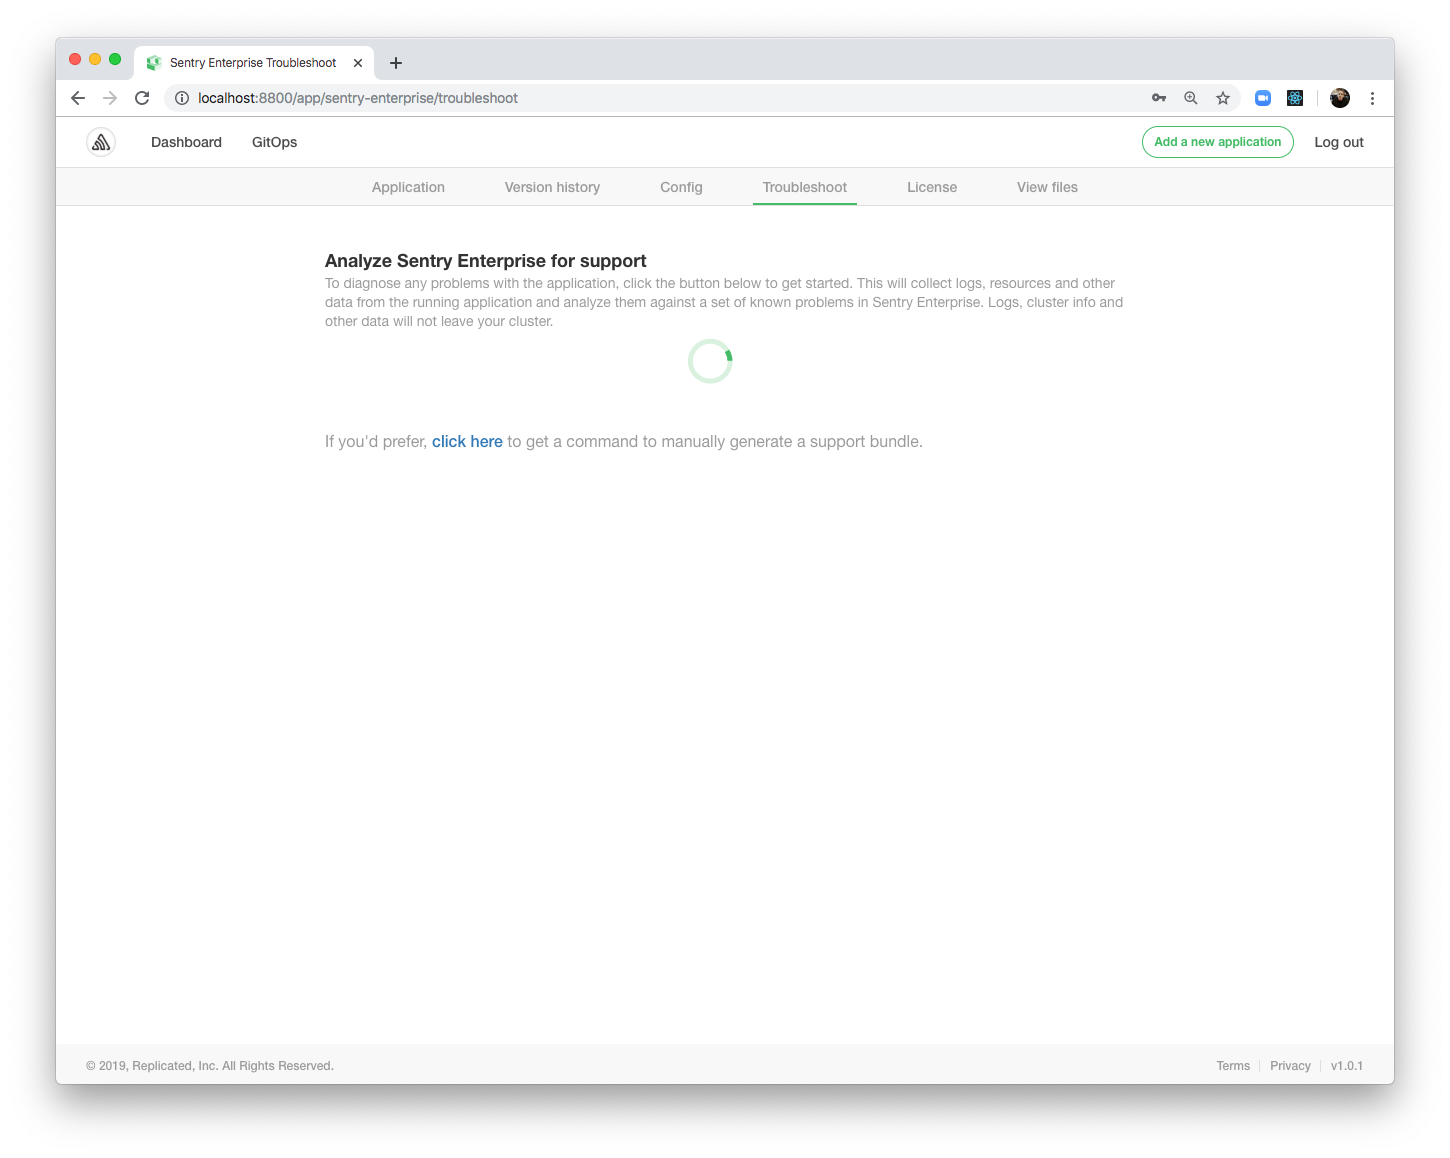 Sentry Enterprise Troubleshoot
localhost:8800/app/sentry-enterprise/troubleshoot
Dashboard GitOps Add a new application Log out
Application Version history Config Troubleshoot License View files
Analyze Sentry Enterprise for support
To diagnose any problems with the application, click the button below to get started. This will collect logs, resources and other
data from the running application and analyze them against a set of known problems in Sentry Enterprise. Logs, cluster info and
other data will not leave your cluster.
If you'd prefer, click here to get a command to manually generate a support bundle.
© 2019, Replicated, Inc. All Rights Reserved. Terms Privacy v1.0.1